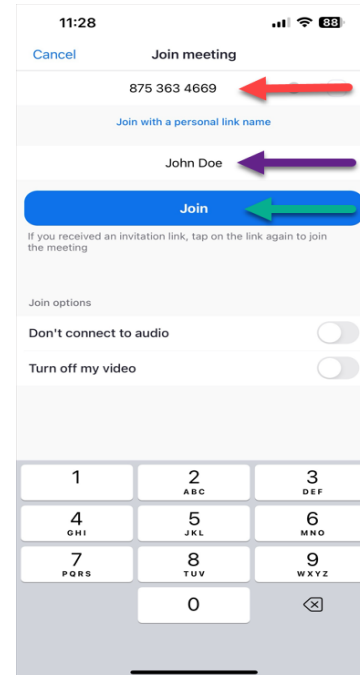 11:28
88
Cancel
Join meeting
875 363 4669
Join with a personal link name
John Doe
Join
If you received an invitation link, tap on the link again to join
the meeting
Join options
Don't connect to audio
Turn off my video
1
2
3
ABC
DEF
4
5
6
GHI
JKL
MNO
7
8
9
PQRS
TUV
WXYZ
0